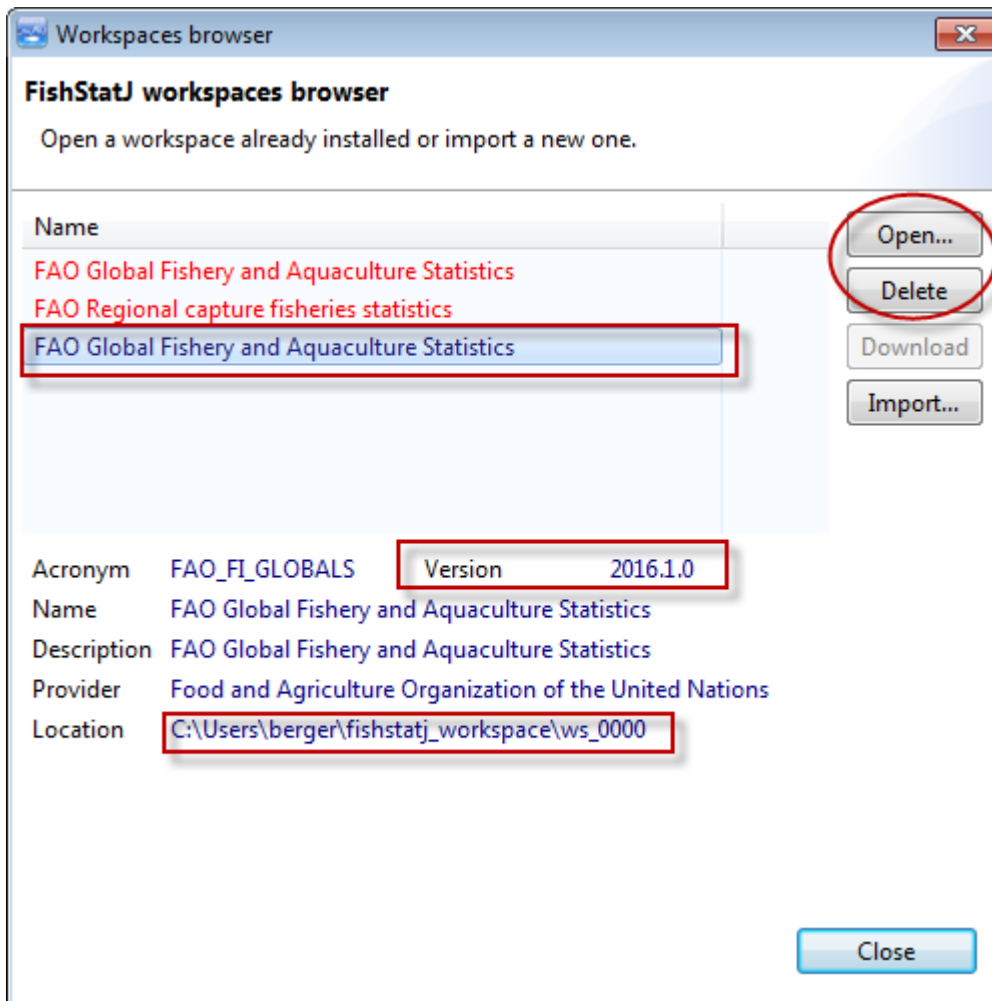 Workspaces browser
FishStatJ workspaces browser
Open a workspace already installed or import a new one.
Name
FAO Global Fishery and Aquaculture Statistics
FAO Regional capture fisheries statistics
FAO Global Fishery and Aquaculture Statistics
Open...
Delete
Download
Import...
Acronym FAO_FI_GLOBALS Version 2016.1.0
Name FAO Global Fishery and Aquaculture Statistics
Description FAO Global Fishery and Aquaculture Statistics
Provider Food and Agriculture Organization of the United Nations
Location C:\Users\berger\fishstatj_workspace\ws_0000
Close